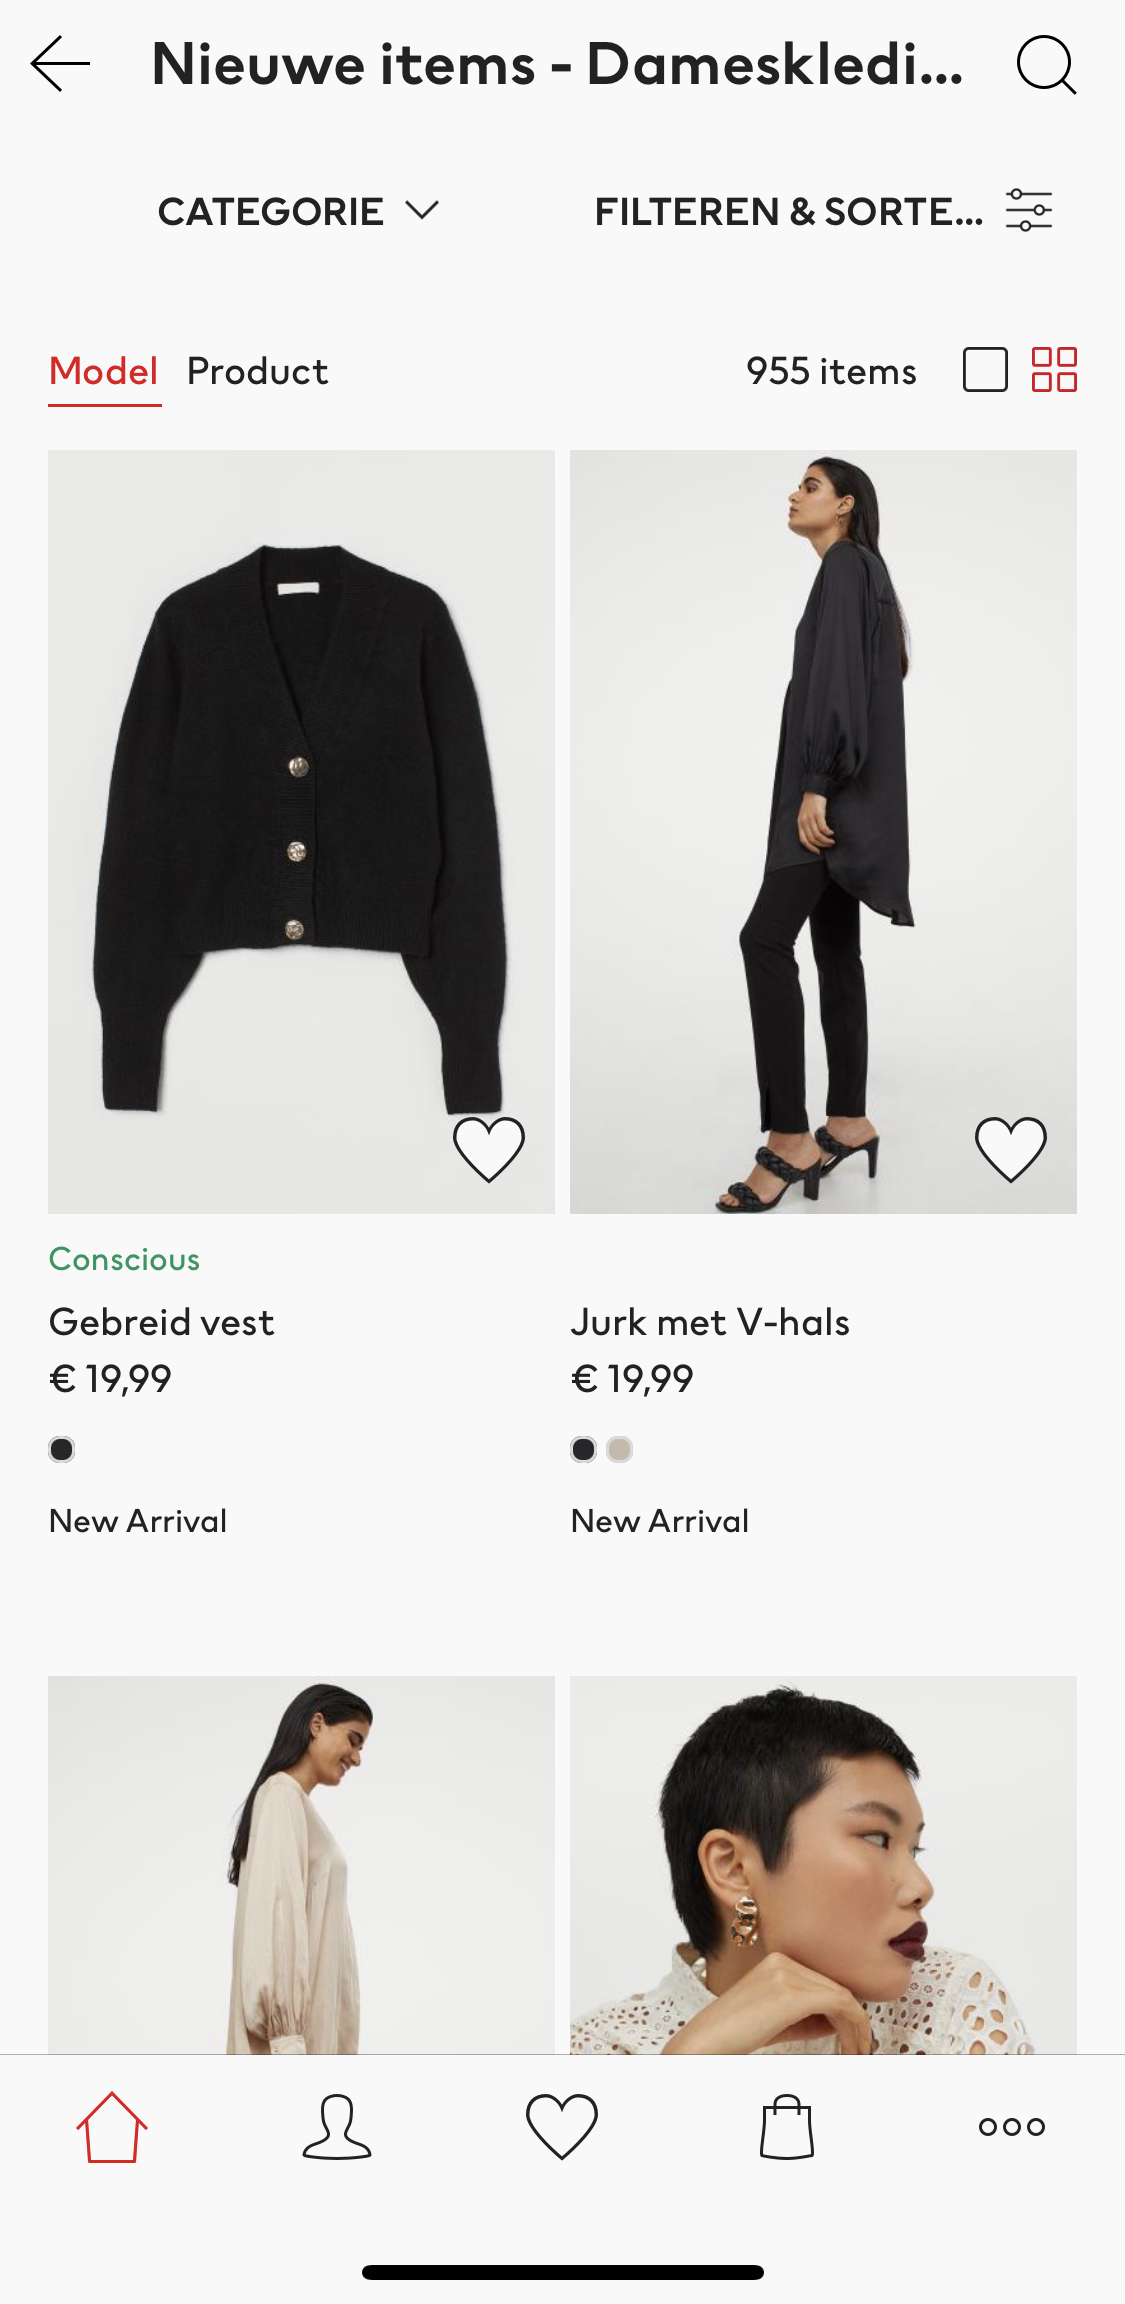 Nieuwe items - Dameskledi...
CATEGORIE
FILTEREN & SORTE...
Model Product 955 items
Conscious
Gebreid vest
€ 19,99
New Arrival
Jurk met V-hals
€ 19,99
New Arrival